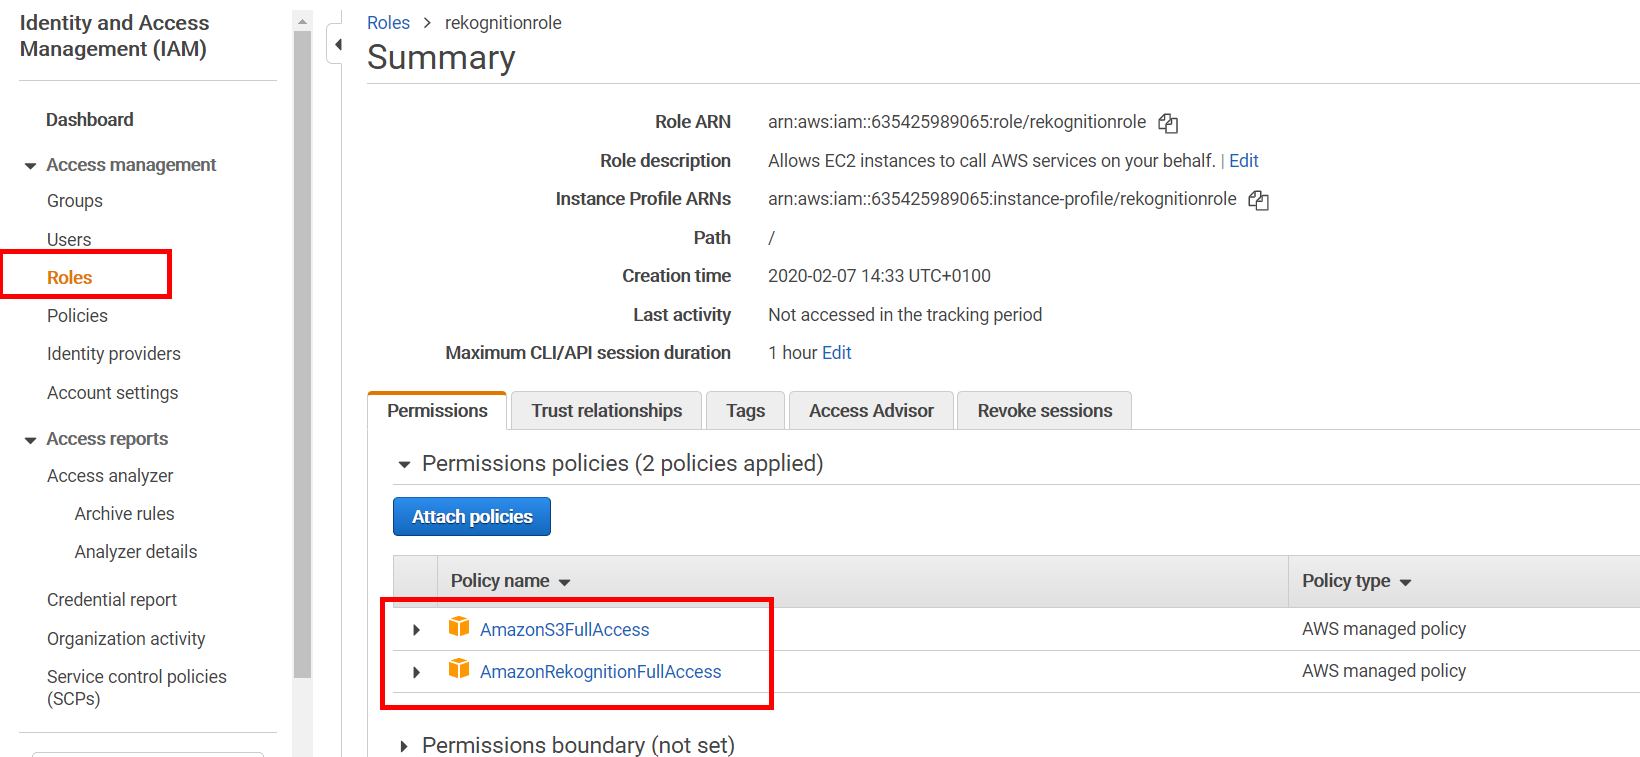 Identity and Access
Management (IAM)
Dashboard
Access management
Groups
Users
Roles
Policies
Identity providers
Account settings
Access reports
Access analyzer
Archive rules
Analyzer details
Credential report
Organization activity
Service control policies
(SCPs)
Roles > rekognitionrole
Summary
Role ARN arn:aws:iam::635425989065:role/rekognitionrole
Role description Allows EC2 instances to call AWS services on your behalf. | Edit
Instance Profile ARNs arn:aws:iam::635425989065:instance-profile/rekognitionrole
Path /
Creation time 2020-02-07 14:33 UTC+0100
Last activity Not accessed in the tracking period
Maximum CLI/API session duration 1 hour Edit
Permissions Trust relationships Tags Access Advisor Revoke sessions
Permissions policies (2 policies applied)
Attach policies
Policy name Policy type
AmazonS3FullAccess AWS managed policy
AmazonRekognitionFullAccess AWS managed policy
Permissions boundary (not set)